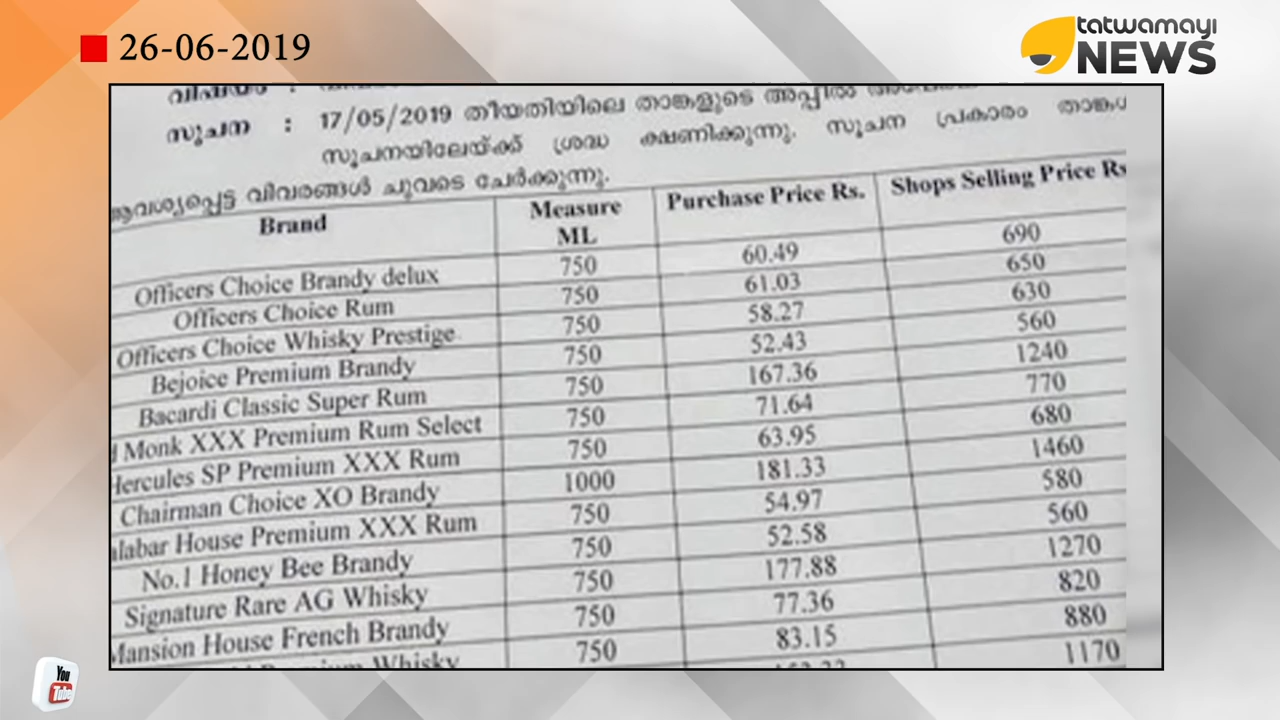 26-06-2019
tatwamayi
NEWS
സൂചന : 17/05/2019 തീയതിയിലെ താങ്കളുടെ അപ്പീൽ
സൂചനയിലേയ്ക്ക് ശ്രദ്ധ ക്ഷണിക്കുന്നു. സൂചന പ്രകാരം
ആവശ്യപ്പെട്ട വിവരങ്ങൾ ചുവടെ ചേർക്കുന്നു.
Brand Measure ML Purchase Price Rs. Shops Selling Price Rs
Officers Choice Brandy delux 750 60.49 690
Officers Choice Rum 750 61.03 650
Officers Choice Whisky Prestige 750 58.27 630
Bejoice Premium Brandy 750 52.43 560
Bacardi Classic Super Rum 750 167.36 1240
Monk XXX Premium Rum Select 750 71.64 770
Hercules SP Premium XXX Rum 750 63.95 680
Chairman Choice XO Brandy 1000 181.33 1460
alabar House Premium XXX Rum 750 54.97 580
No.1 Honey Bee Brandy 750 52.58 560
Signature Rare AG Whisky 750 177.88 1270
Mansion House French Brandy 750 77.36 820
Premium Whisky 750 83.15 880
1170
You
Tube